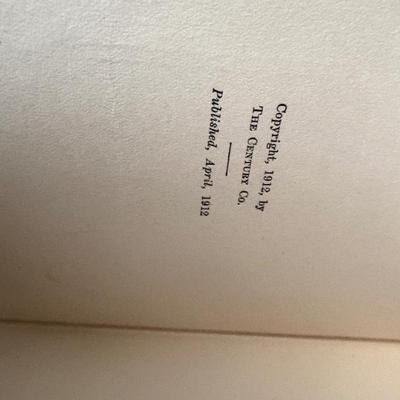 Copyright, 1912, by
THE CENTURY CO.
Published, April, 1912